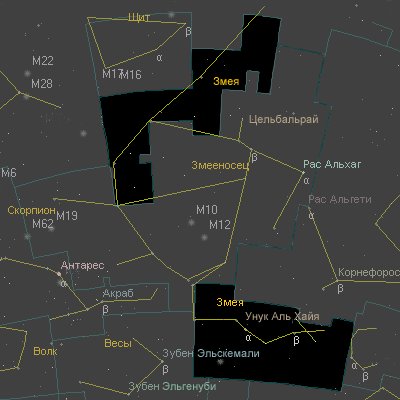 Щит
β
α
M22
M17
M16
M28
Змея
Цельбальрай
β
Змееносец
Рас Альхаг
α
M6
Рас Альгети
α
Скорпион
M19
M10
M12
M62
Антарес
α
Корнефорос
β
Акраб
β
Змея
Унук Аль Хайя
α
β
Волк
Весы
β
Зубен Эльсхемали
Зубен Эльгенуби